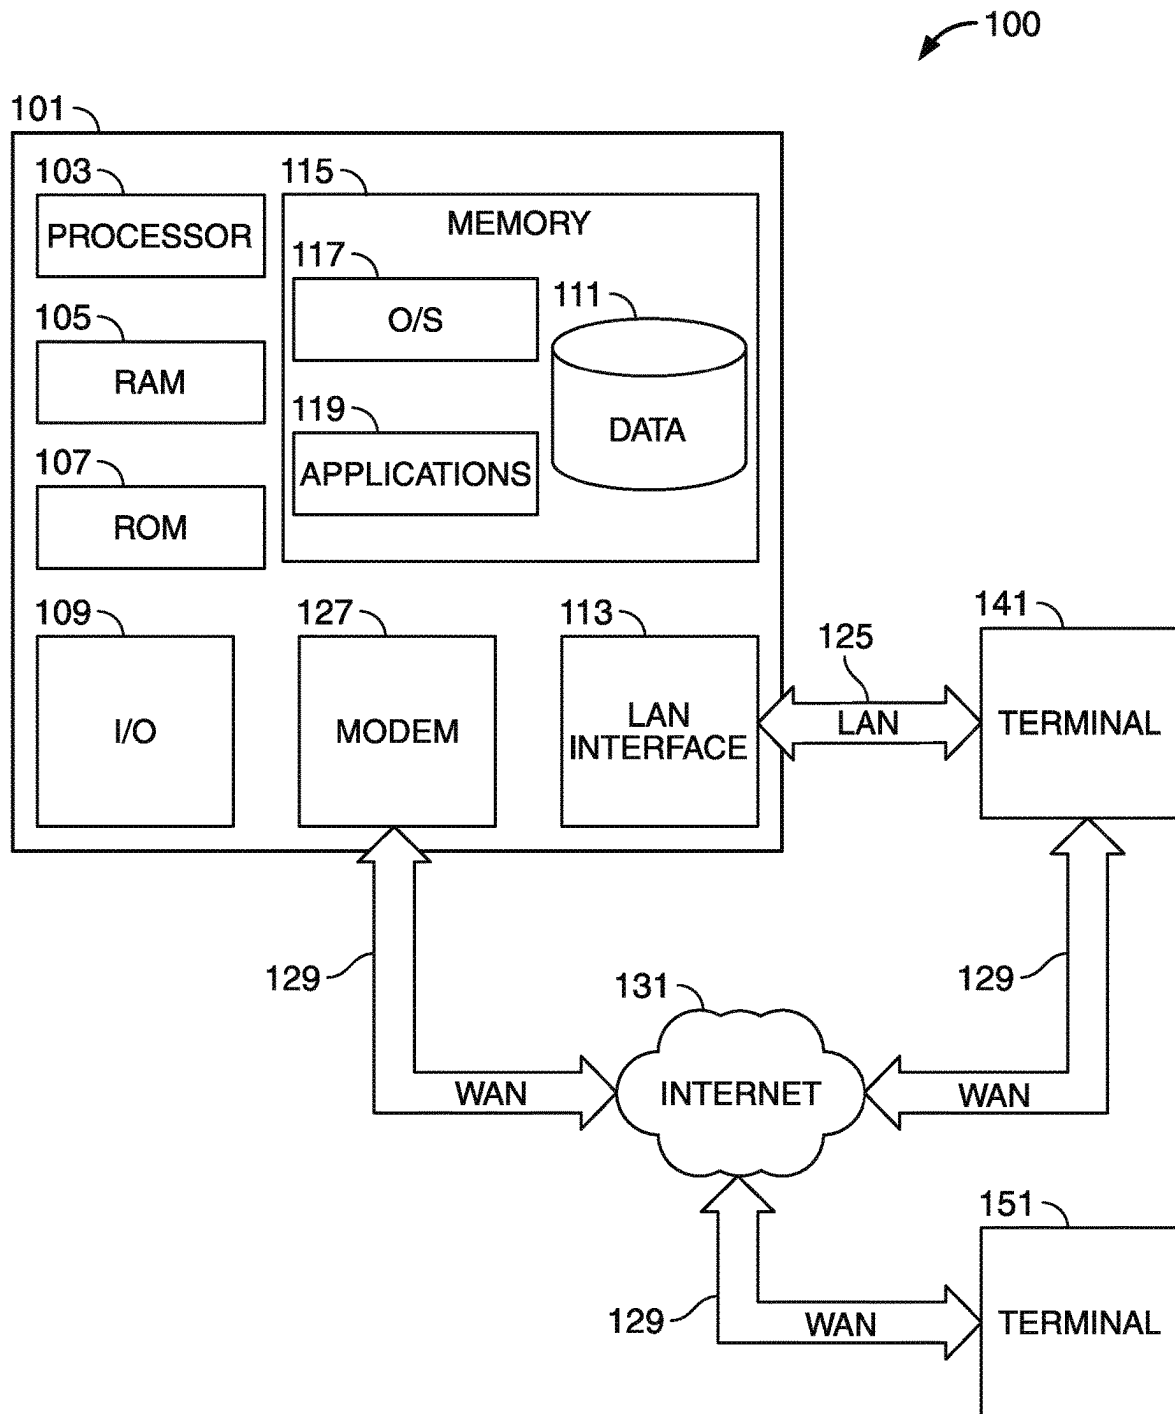 100
101
103
PROCESSOR
105
RAM
107
ROM
115
MEMORY
117
O/S
111
DATA
119
APPLICATIONS
109
I/O
127
MODEM
113
LAN
INTERFACE
125
LAN
141
TERMINAL
129
WAN
131
INTERNET
129
WAN
129
WAN
151
TERMINAL